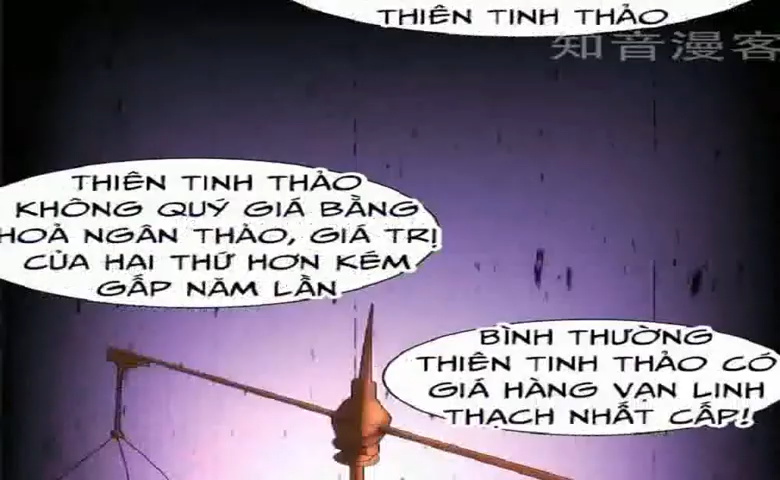 THIÊN TINH THẢO
知音漫客
THIÊN TINH THẢO
KHÔNG QUÝ GIÁ BẰNG
HOẢ NGÂN THẢO, GIÁ TRỊ
CỦA HAI THỨ HƠN KÉM
GẤP NĂM LẦN
BÌNH THƯỜNG
THIÊN TINH THẢO CÓ
GIÁ HÀNG VẠN LINH
THẠCH NHẤT CẤP!